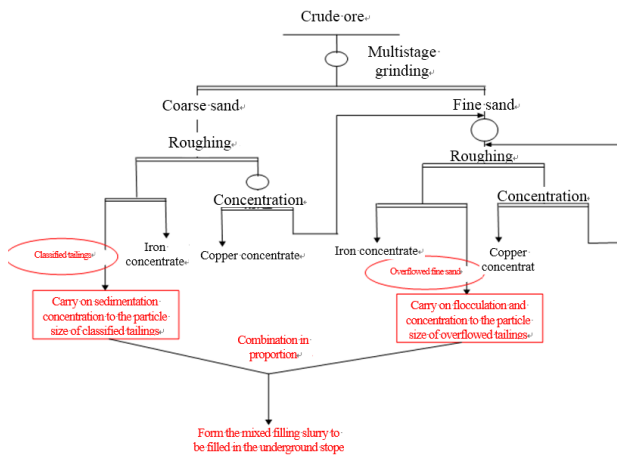 Crude ore
Multistage
grinding
Coarse sand
Fine sand
Roughing
Roughing
Concentration
Concentration
Classified tailings
Iron
concentrate
Copper concentrate
Iron concentrate
Copper
concentrat
Overflowed fine sand
Carry on sedimentation
concentration to the particle
size of classified tailings
Carry on flocculation and
concentration to the particle
size of overflowed tailings
Combination in
proportion
Form the mixed filling slurry to
be filled in the underground stope